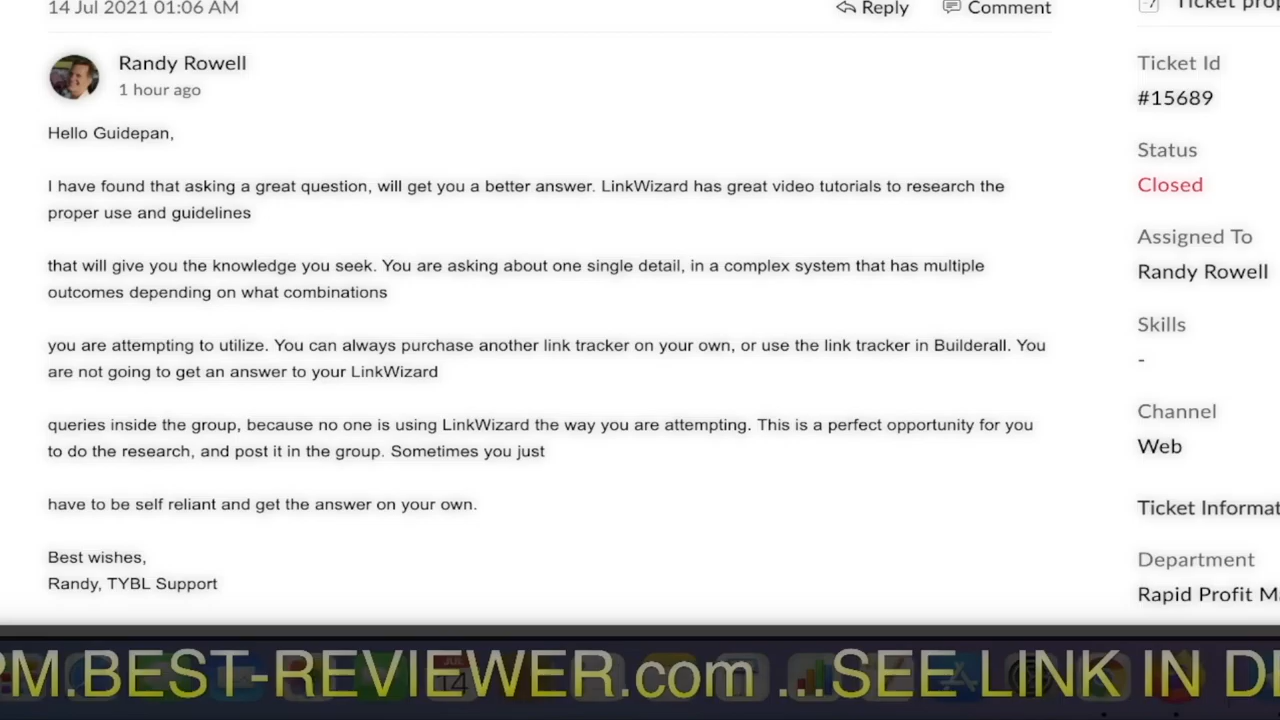 14 Jul 2021 01:06 AM
Reply
Comment
Randy Rowell
1 hour ago
Hello Guidepan,
I have found that asking a great question, will get you a better answer. LinkWizard has great video tutorials to research the
proper use and guidelines
that will give you the knowledge you seek. You are asking about one single detail, in a complex system that has multiple
outcomes depending on what combinations
you are attempting to utilize. You can always purchase another link tracker on your own, or use the link tracker in Builderall. You
are not going to get an answer to your LinkWizard
queries inside the group, because no one is using LinkWizard the way you are attempting. This is a perfect opportunity for you
to do the research, and post it in the group. Sometimes you just
have to be self reliant and get the answer on your own.
Best wishes,
Randy, TYBL Support
Ticket prop
Ticket Id
#15689
Status
Closed
Assigned To
Randy Rowell
Skills
-
Channel
Web
Ticket Informat
Department
Rapid Profit M
PM.BEST-REVIEWER.com ...SEE LINK IN DE